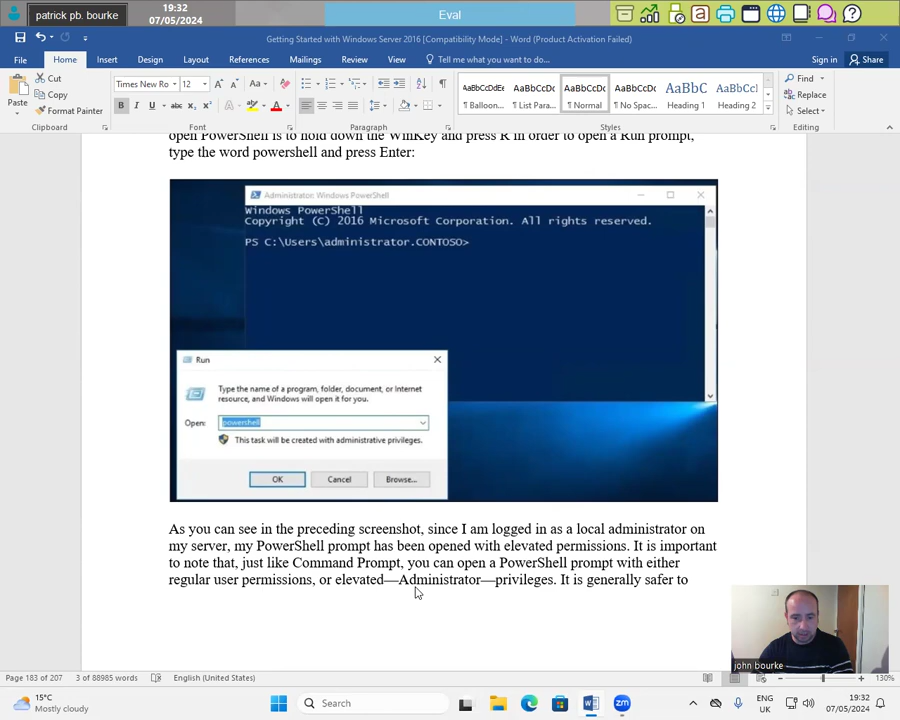 patrick pb. bourke
19:32
07/05/2024
Eval
Getting Started with Windows Server 2016 [Compatibility Mode] - Word (Product Activation Failed)
File
Home
Insert
Design
Layout
References
Mailings
Review
View
Tell me what you want to do...
Sign in
Share
Paste
Cut
Copy
Format Painter
Clipboard
Times New Ro
12
Font
Paragraph
AaBbCcDdEe
¶ Balloon...
AaBbCcDc
¶ List Para...
AaBbCcDc
¶ Normal
AaBbCcDc
¶ No Spac...
AaBbC
Heading 1
AaBbCcl
Heading 2
Styles
Find
Replace
Select
Editing
open PowerShell is to hold down the WinKey and press R in order to open a Run prompt,
type the word powershell and press Enter:
Administrator: Windows PowerShell
Windows PowerShell
Copyright (C) 2016 Microsoft Corporation. All rights reserved.
PS C:\Users\administrator.CONTOSO>
Run
Type the name of a program, folder, document, or Internet
resource, and Windows will open it for you.
Open:
powershell
This task will be created with administrative privileges.
OK
Cancel
Browse...
As you can see in the preceding screenshot, since I am logged in as a local administrator on
my server, my PowerShell prompt has been opened with elevated permissions. It is important
to note that, just like Command Prompt, you can open a PowerShell prompt with either
regular user permissions, or elevated—Administrator—privileges. It is generally safer to
john bourke
Page 183 of 207
3 of 88985 words
English (United States)
130%
15°C
Mostly cloudy
Search
ENG
UK
19:32
07/05/2024